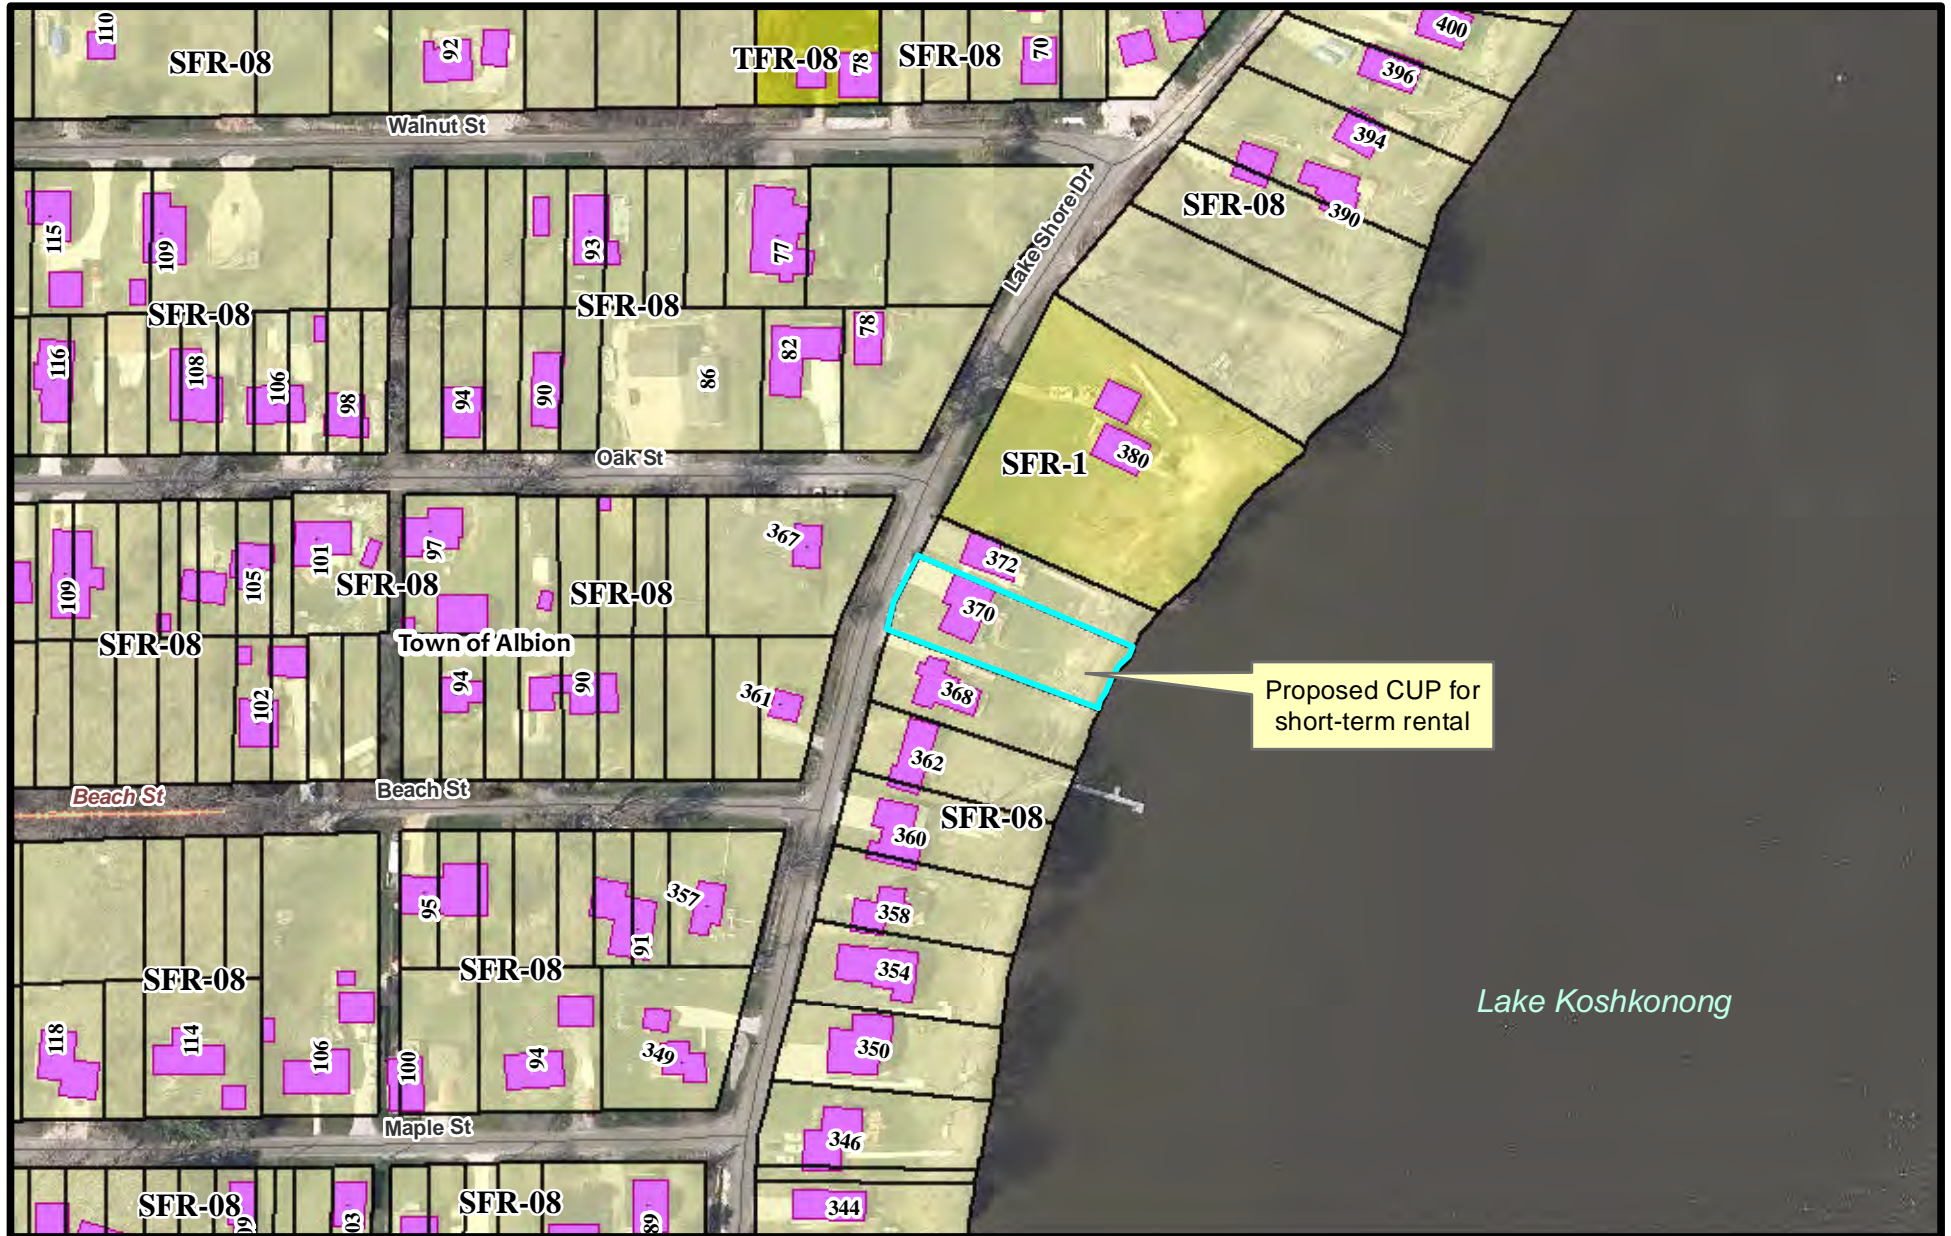 110
SFR-08
92
TFR-08
78
SFR-08
70
400
396
Walnut St
394
390
SFR-08
Lake Shore Dr
115
109
93
77
SFR-08
SFR-08
116
108
106
98
94
90
86
82
78
Oak St
SFR-1
380
109
105
101
SFR-08
97
SFR-08
367
372
370
SFR-08
Town of Albion
102
94
90
361
368
Proposed CUP for
short-term rental
362
Beach St
Beach St
360
SFR-08
95
91
357
358
SFR-08
SFR-08
354
Lake Koshkonong
118
114
106
100
94
349
350
Maple St
346
SFR-08
09
03
SFR-08
89
344